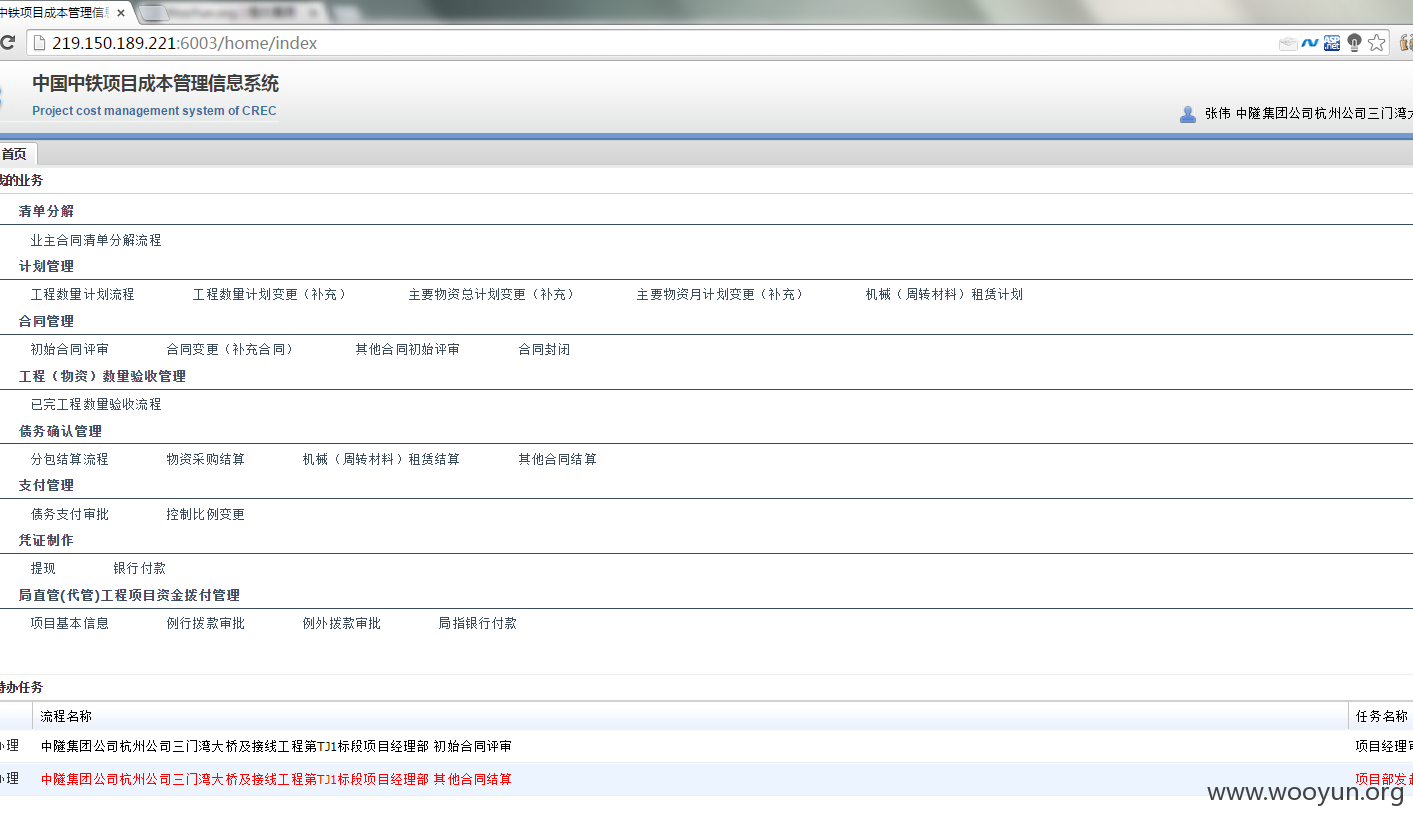 中铁项目成本管理信息
219.150.189.221:6003/home/index
中国中铁项目成本管理信息系统
Project cost management system of CREC
张伟 中隧集团公司杭州公司三门湾
首页
我的业务
清单分解
业主合同清单分解流程
计划管理
工程数量计划流程 工程数量计划变更（补充） 主要物资总计划变更（补充） 主要物资月计划变更（补充） 机械（周转材料）租赁计划
合同管理
初始合同评审 合同变更（补充合同） 其他合同初始评审 合同封闭
工程（物资）数量验收管理
已完工程数量验收流程
债务确认管理
分包结算流程 物资采购结算 机械（周转材料）租赁结算 其他合同结算
支付管理
债务支付审批 控制比例变更
凭证制作
提现 银行付款
局直管(代管)工程项目资金拨付管理
项目基本信息 例行拨款审批 例外拨款审批 局指银行付款
待办任务
流程名称 任务名称
办理 中隧集团公司杭州公司三门湾大桥及接线工程第TJ1标段项目经理部 初始合同评审 项目经理
办理 中隧集团公司杭州公司三门湾大桥及接线工程第TJ1标段项目经理部 其他合同结算 项目部发
www.wooyun.org